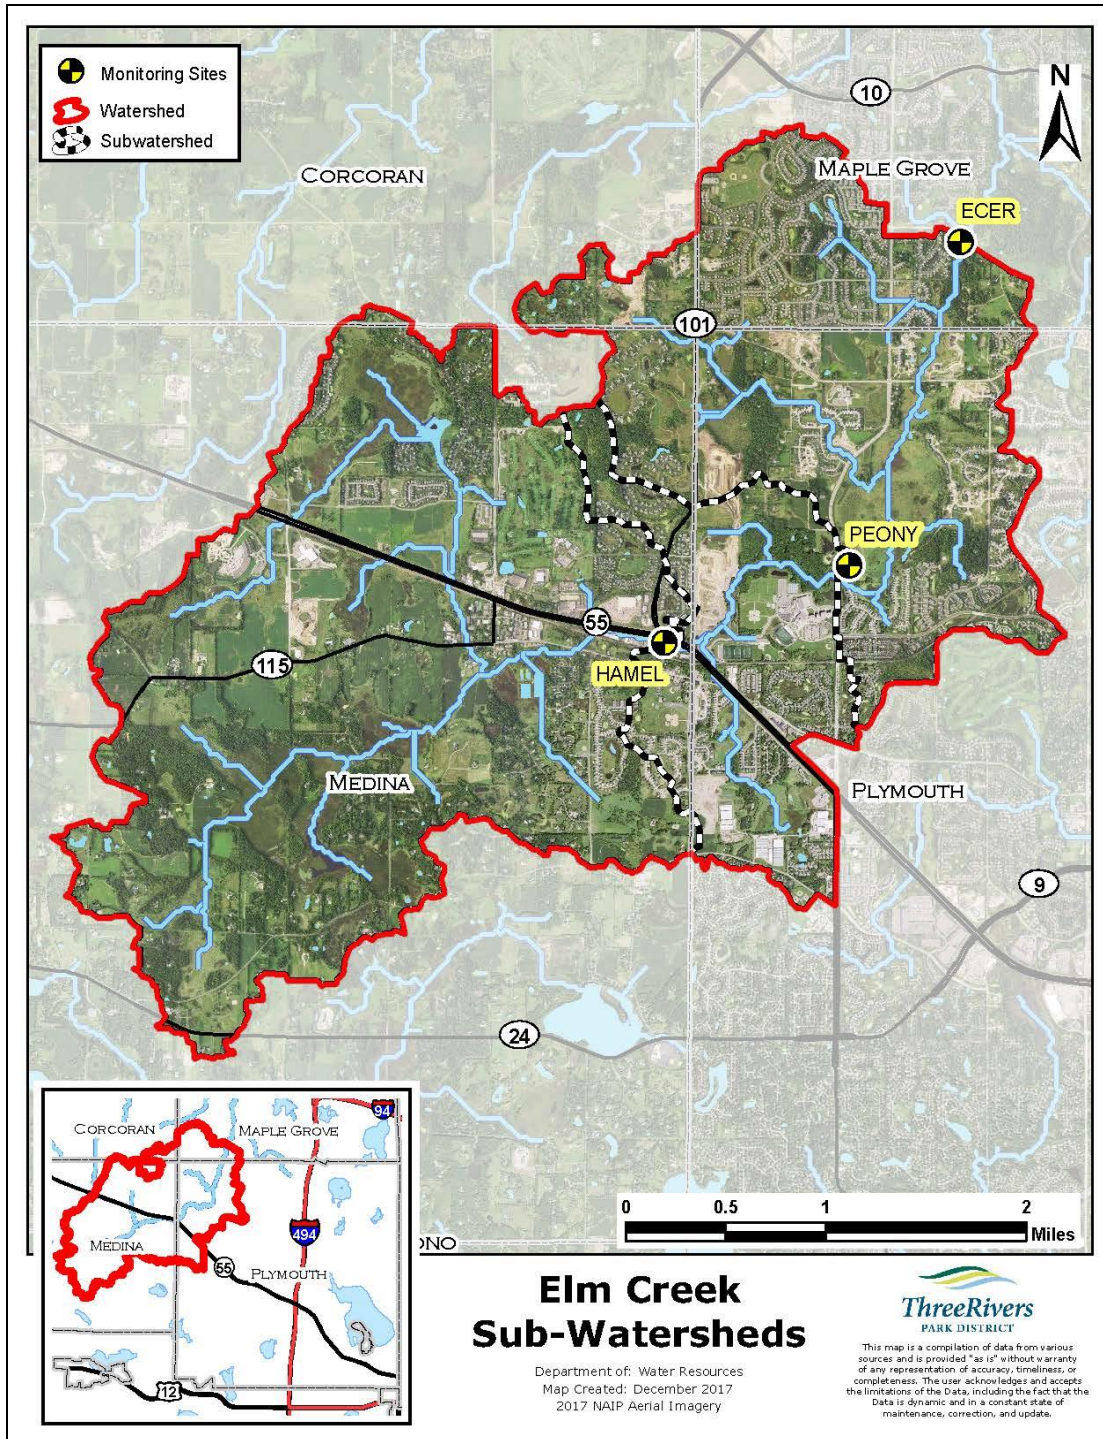 Monitoring Sites
Watershed
Subwatershed
N
10
CORCORAN
MAPLE GROVE
ECER
101
PEONY
55
HAMEL
115
MEDINA
PLYMOUTH
9
24
94
CORCORAN
MAPLE GROVE
494
MEDINA
55
PLYMOUTH
12
ONO
0 0.5 1 2
Miles
Elm Creek
Sub-Watersheds
Department of: Water Resources
Map Created: December 2017
2017 NAIP Aerial Imagery
ThreeRivers
PARK DISTRICT
This map is a compilation of data from various
sources and is provided "as is" without warranty
of any representation of accuracy, timeliness, or
completeness. The user acknowledges and accepts
the limitations of the Data, including the fact that the
Data is dynamic and in a constant state of
maintenance, correction, and update.